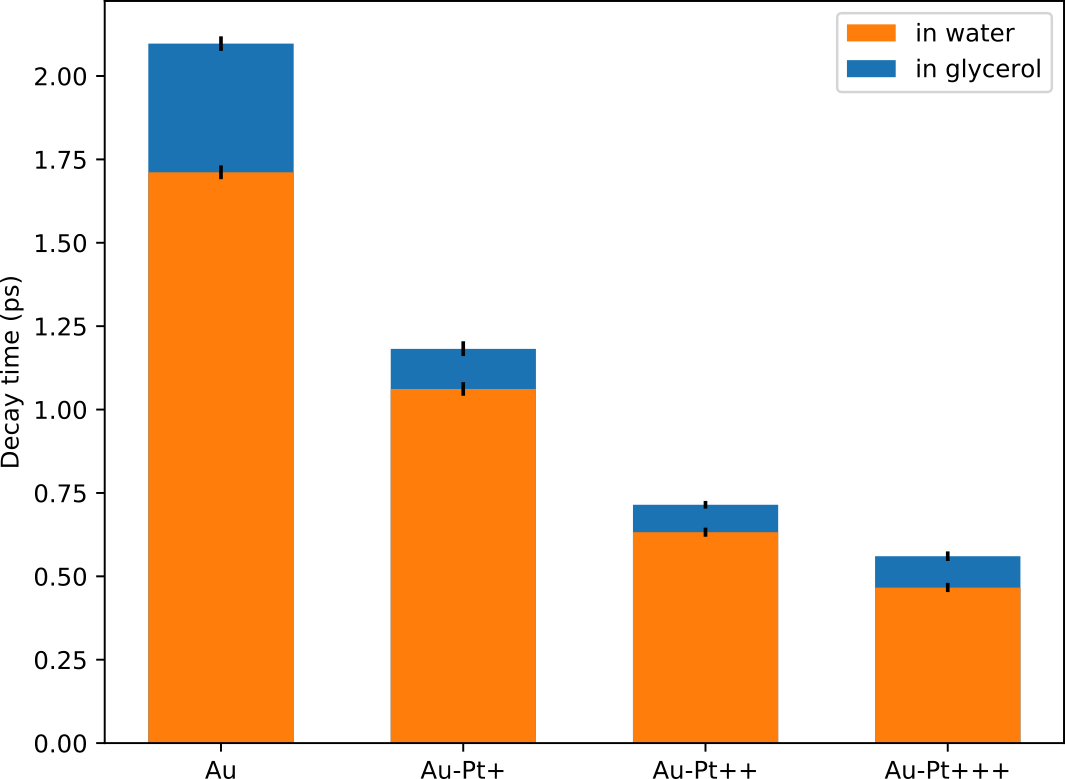 in water
in glycerol
Decay time (ps)
2.00
1.75
1.50
1.25
1.00
0.75
0.50
0.25
0.00
Au
Au-Pt+
Au-Pt++
Au-Pt+++